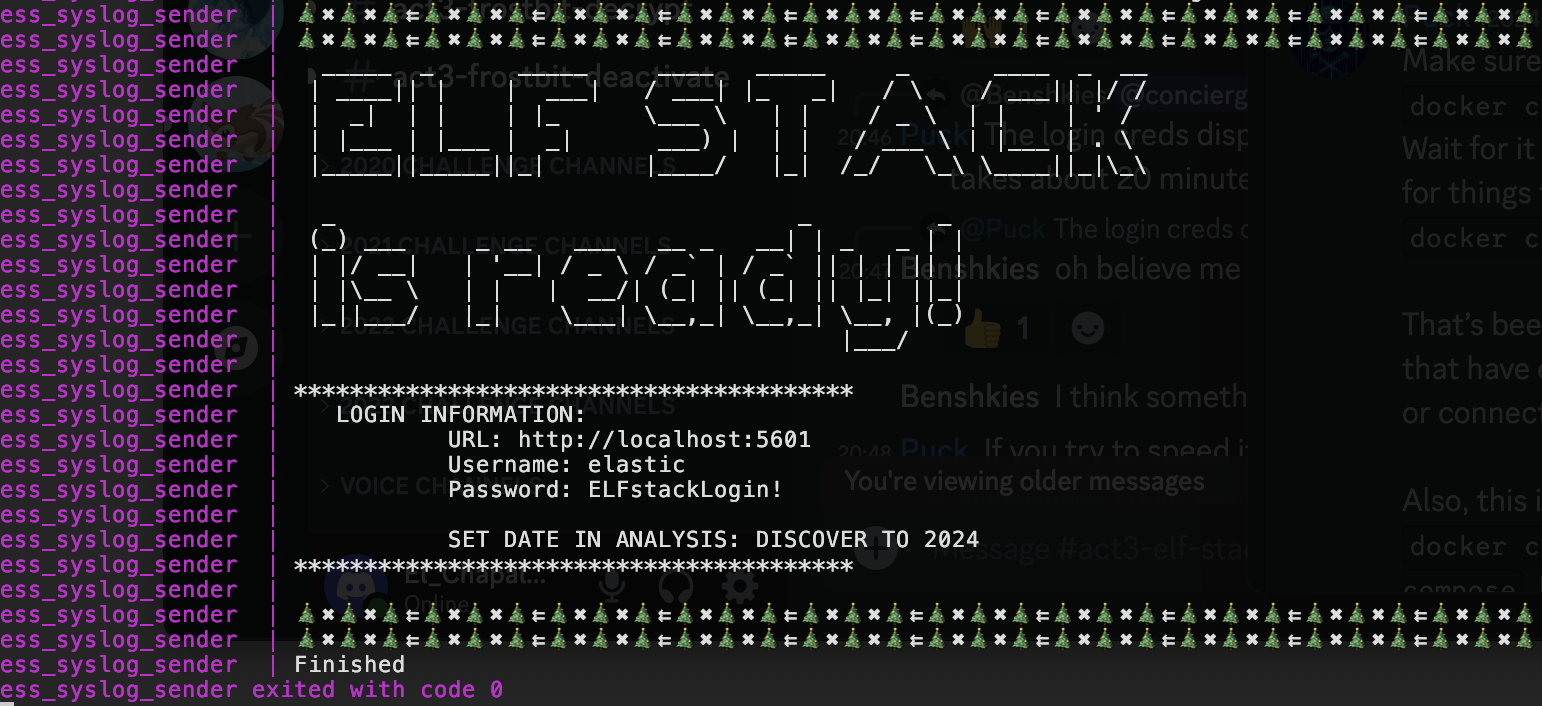 ess_syslog_sender |
ess_syslog_sender |
ess_syslog_sender |
ess_syslog_sender | ELF STACK
ess_syslog_sender |
ess_syslog_sender |
ess_syslog_sender |
ess_syslog_sender |
ess_syslog_sender |
ess_syslog_sender | is ready!
ess_syslog_sender |
ess_syslog_sender |
ess_syslog_sender |
ess_syslog_sender |
ess_syslog_sender |
ess_syslog_sender | ****************************************
ess_syslog_sender | LOGIN INFORMATION:
ess_syslog_sender | URL: http://localhost:5601
ess_syslog_sender | Username: elastic
ess_syslog_sender | Password: ELFstackLogin!
ess_syslog_sender |
ess_syslog_sender | SET DATE IN ANALYSIS: DISCOVER TO 2024
ess_syslog_sender | ****************************************
ess_syslog_sender |
ess_syslog_sender |
ess_syslog_sender |
ess_syslog_sender | Finished
ess_syslog_sender exited with code 0
act3-frostbit-decrypt
# act3-frostbit-deactivate
2020 CHALLENGE CHANNELS
2021 CHALLENGE CHANNELS
2022 CHALLENGE CHANNELS
CHANNELS
VOICE CHANNELS
El_Chapat...
Online
@Benshkies @concierg
20:46 Puck The login creds disp
takes about 20 minute
@Puck The login creds
20:47 Benshkies oh believe me
👍 1
Benshkies I think someth
20:48 Puck If you try to speed it
You're viewing older messages
Message #act3-elf-stac
Make sure
docker c
Wait for it
for things
docker c
That's bee
that have
or connect
Also, this i
docker c
compose